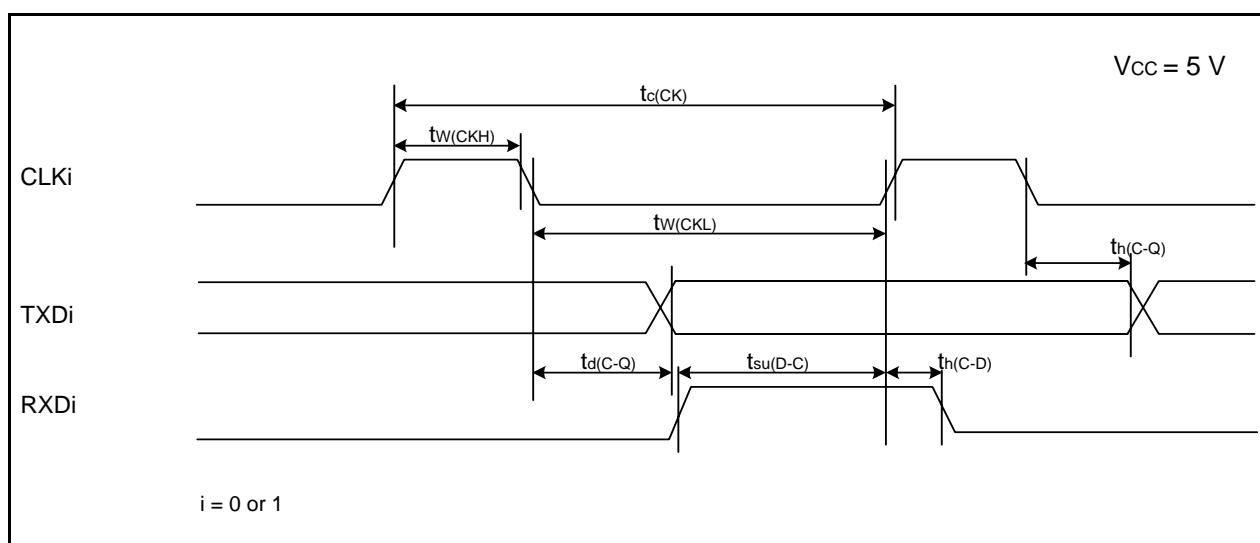 VCC = 5 V
tc(CK)
tW(CKH)
CLKi
tW(CKL)
th(C-Q)
TXDi
td(C-Q)
tsu(D-C)
th(C-D)
RXDi
i = 0 or 1